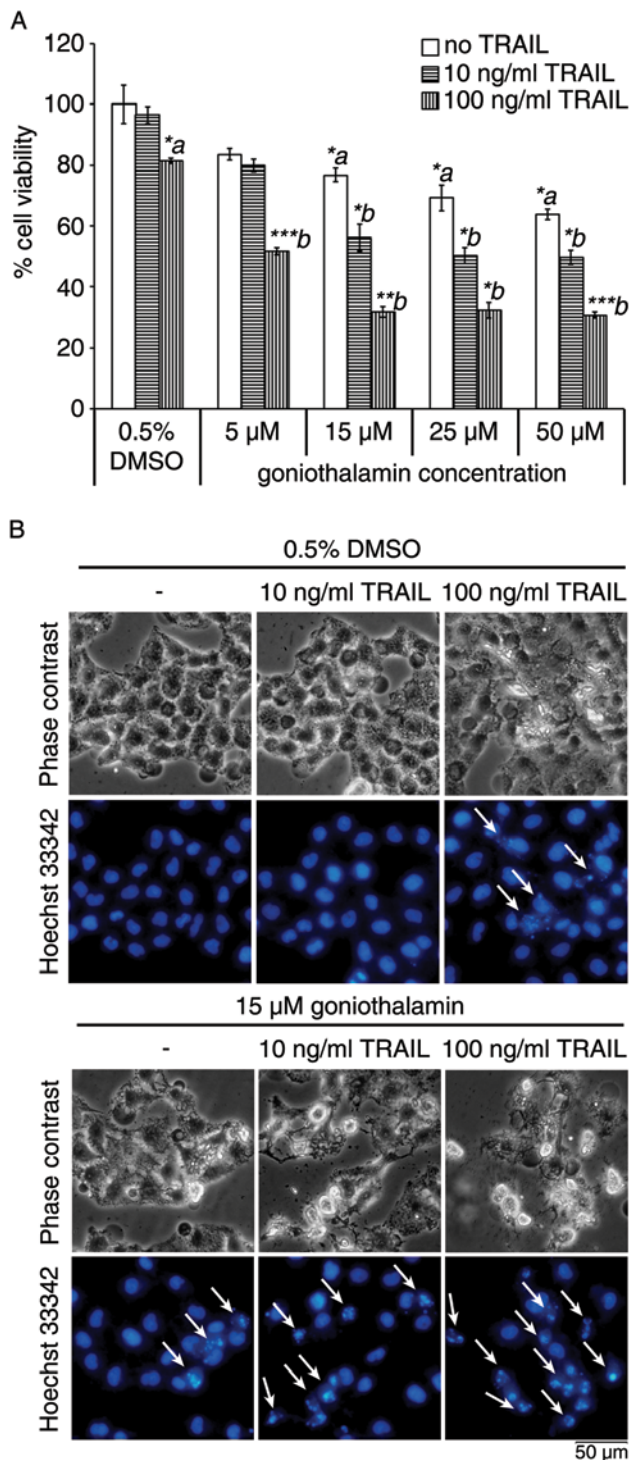 A
120
100
80
60
40
20
0
% cell viability
no TRAIL
10 ng/ml TRAIL
100 ng/ml TRAIL
*a
***b
*a
*b
**b
*a
*b
*b
*a
*b
***b
0.5% DMSO
5 µM
15 µM
25 µM
50 µM
goniothalamin concentration
B
0.5% DMSO
-
10 ng/ml TRAIL
100 ng/ml TRAIL
Phase contrast
Hoechst 33342
15 µM goniothalamin
-
10 ng/ml TRAIL
100 ng/ml TRAIL
Phase contrast
Hoechst 33342
50 µm